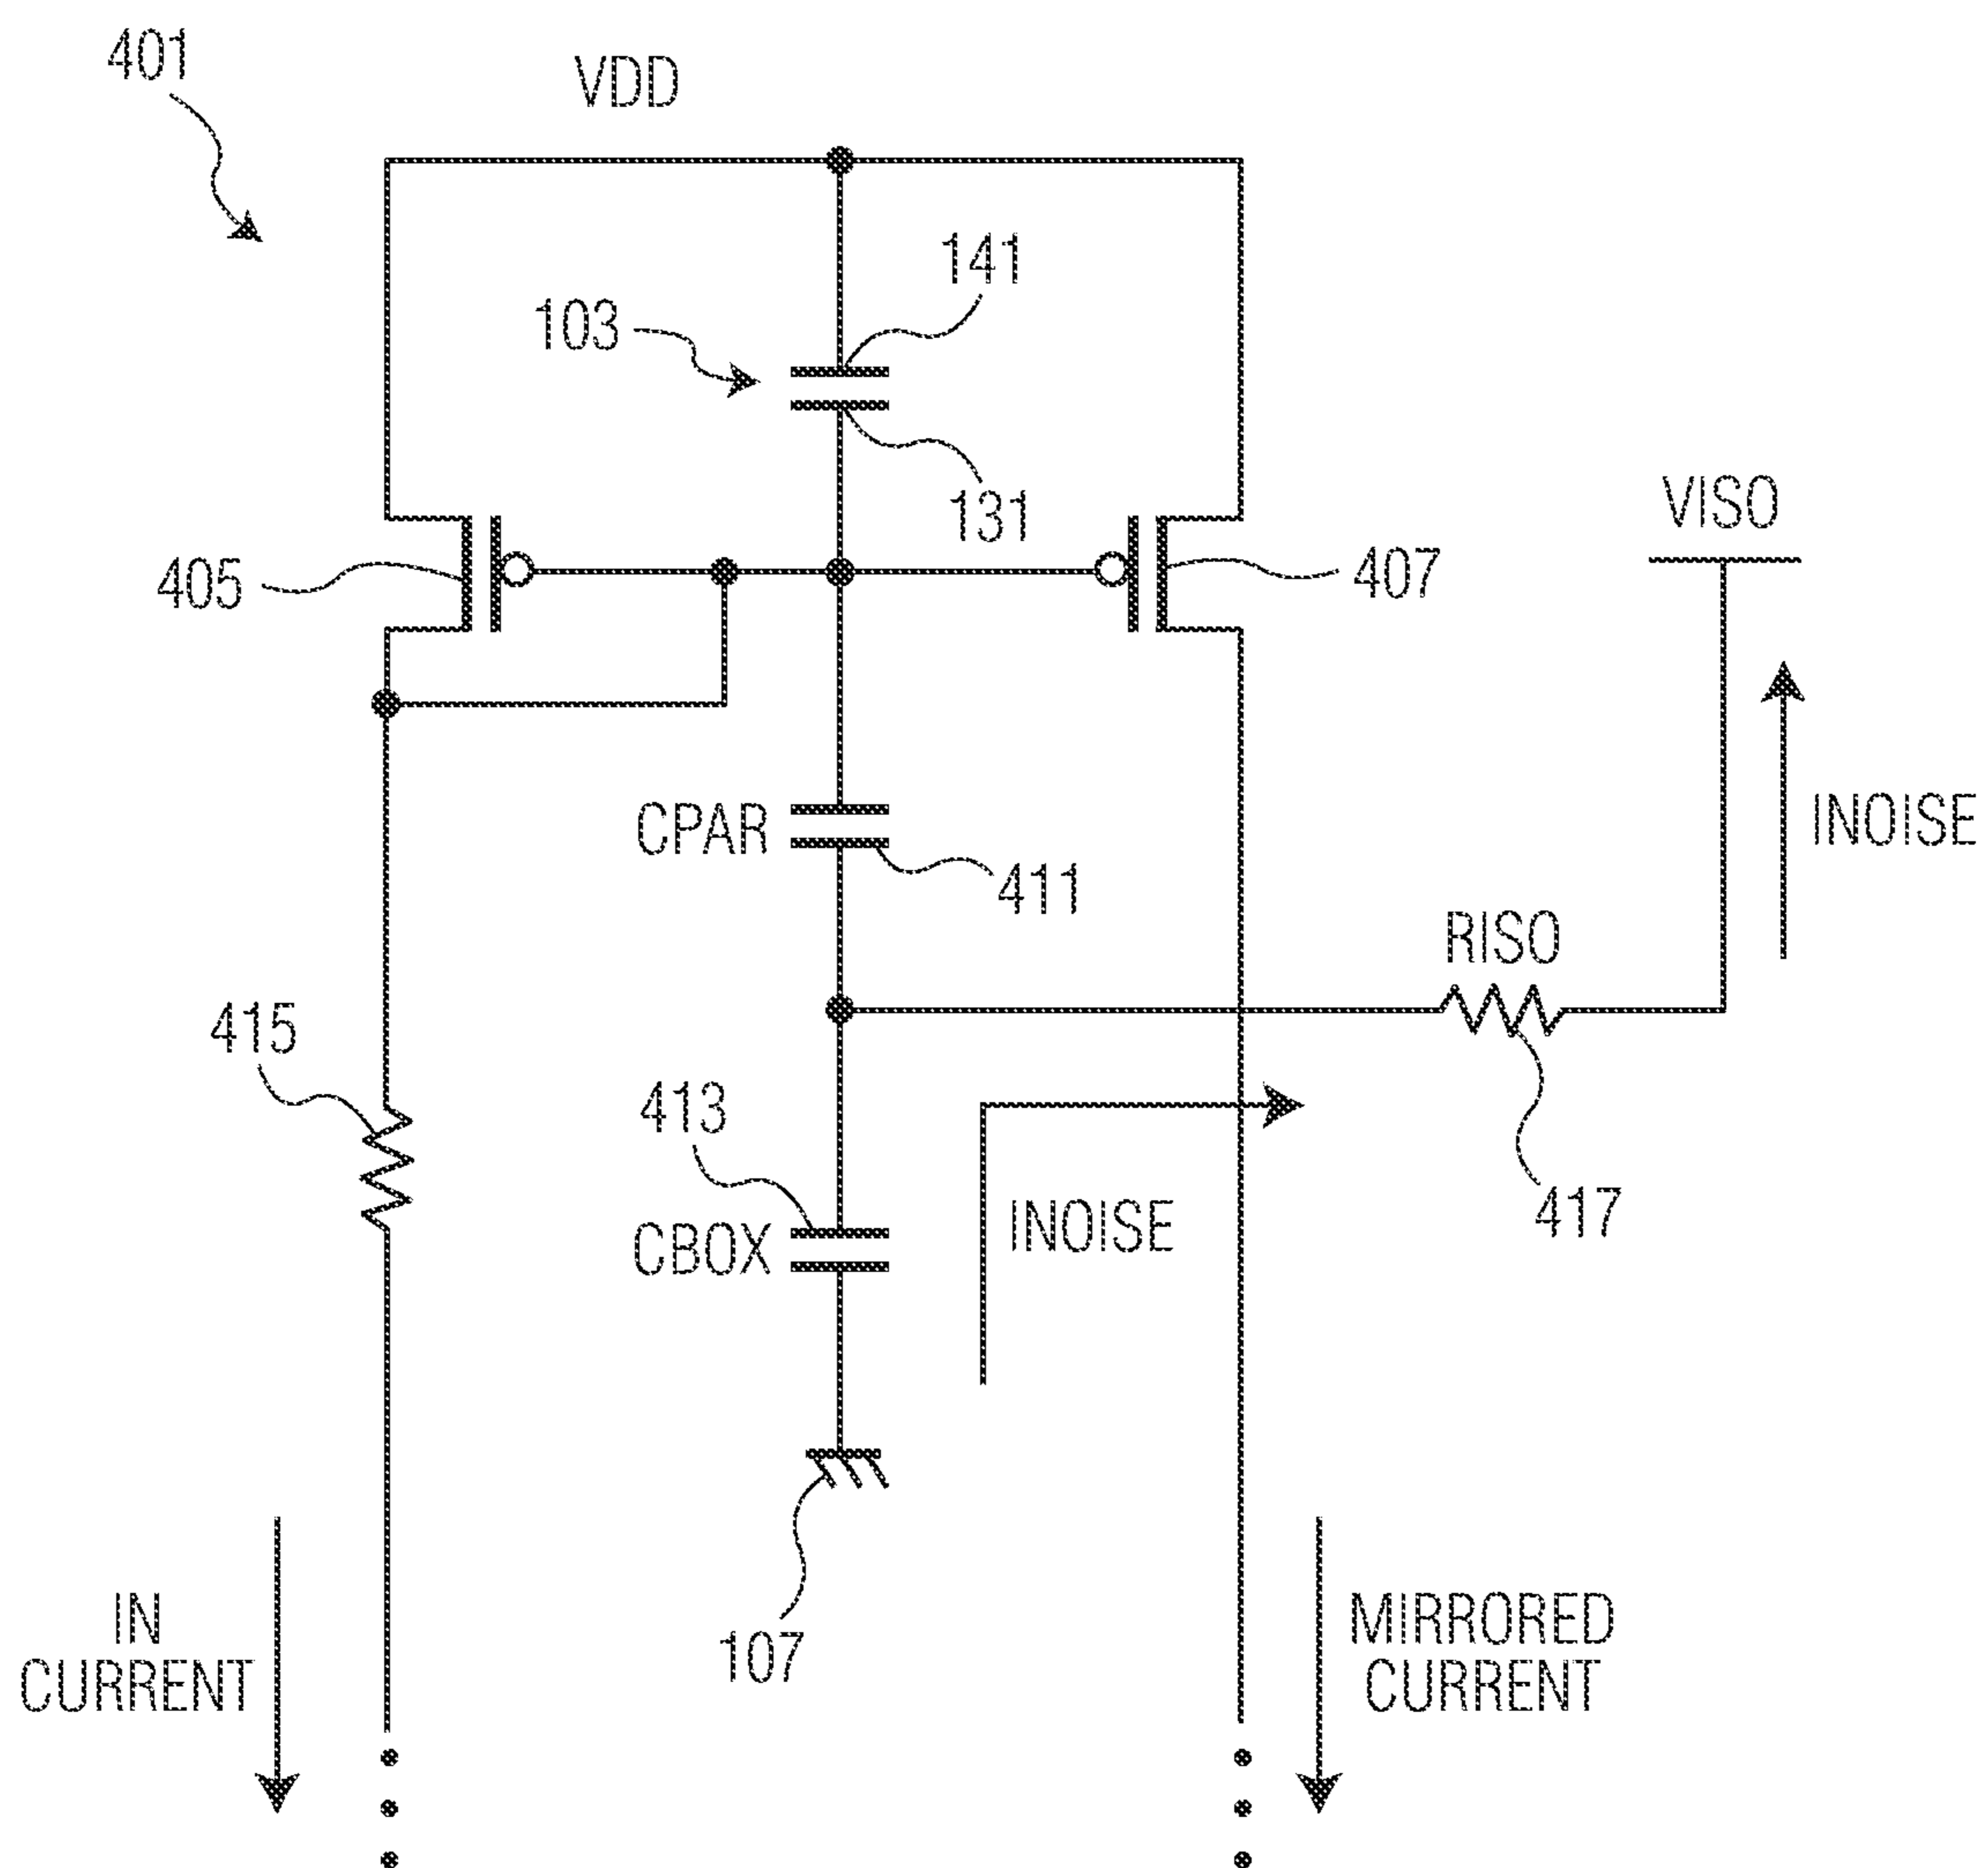 401
VDD
141
103
131
VISO
405
407
CPAR
INOISE
411
RISO
415
413
INOISE
417
CBOX
107
IN
CURRENT
MIRRORED
CURRENT